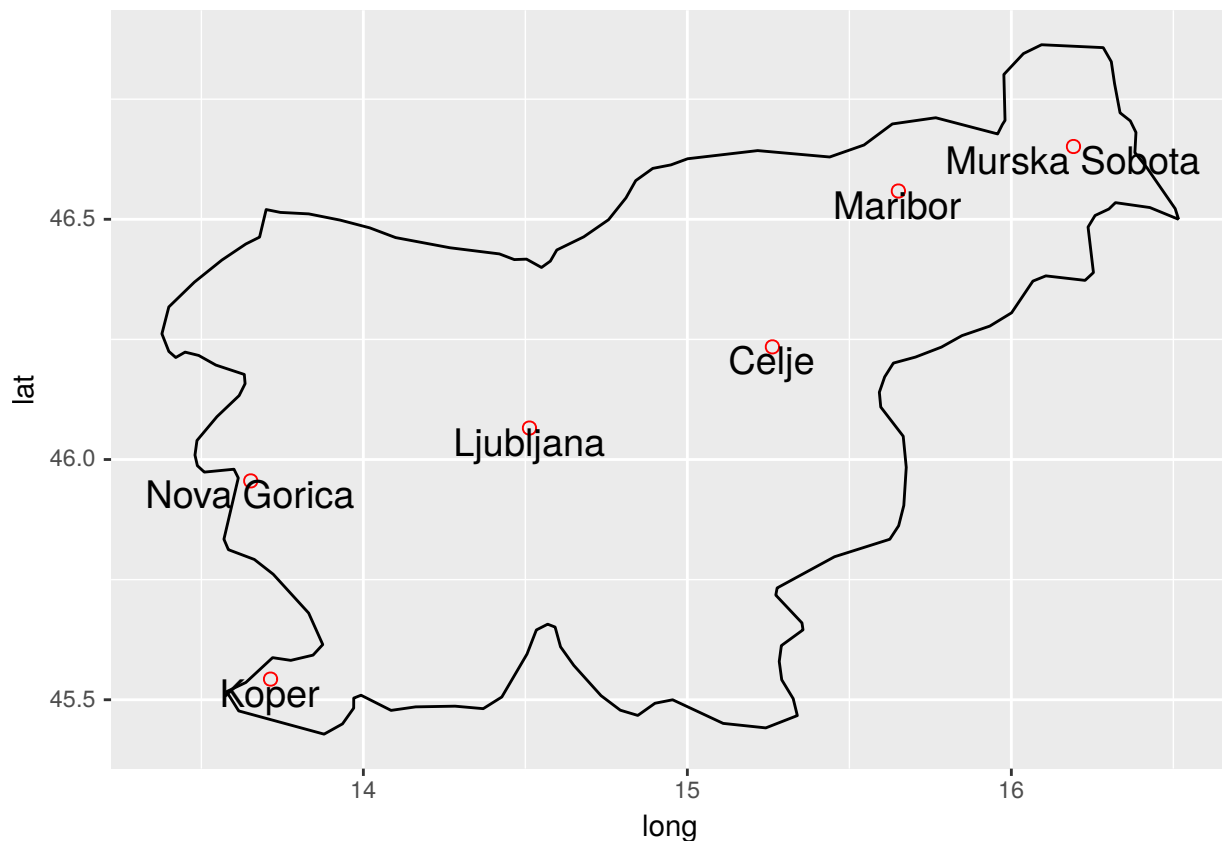 Murska Sobota
Maribor
46.5
Celje
lat
Ljubljana
46.0
Nova Gorica
Koper
45.5
14
15
16
long